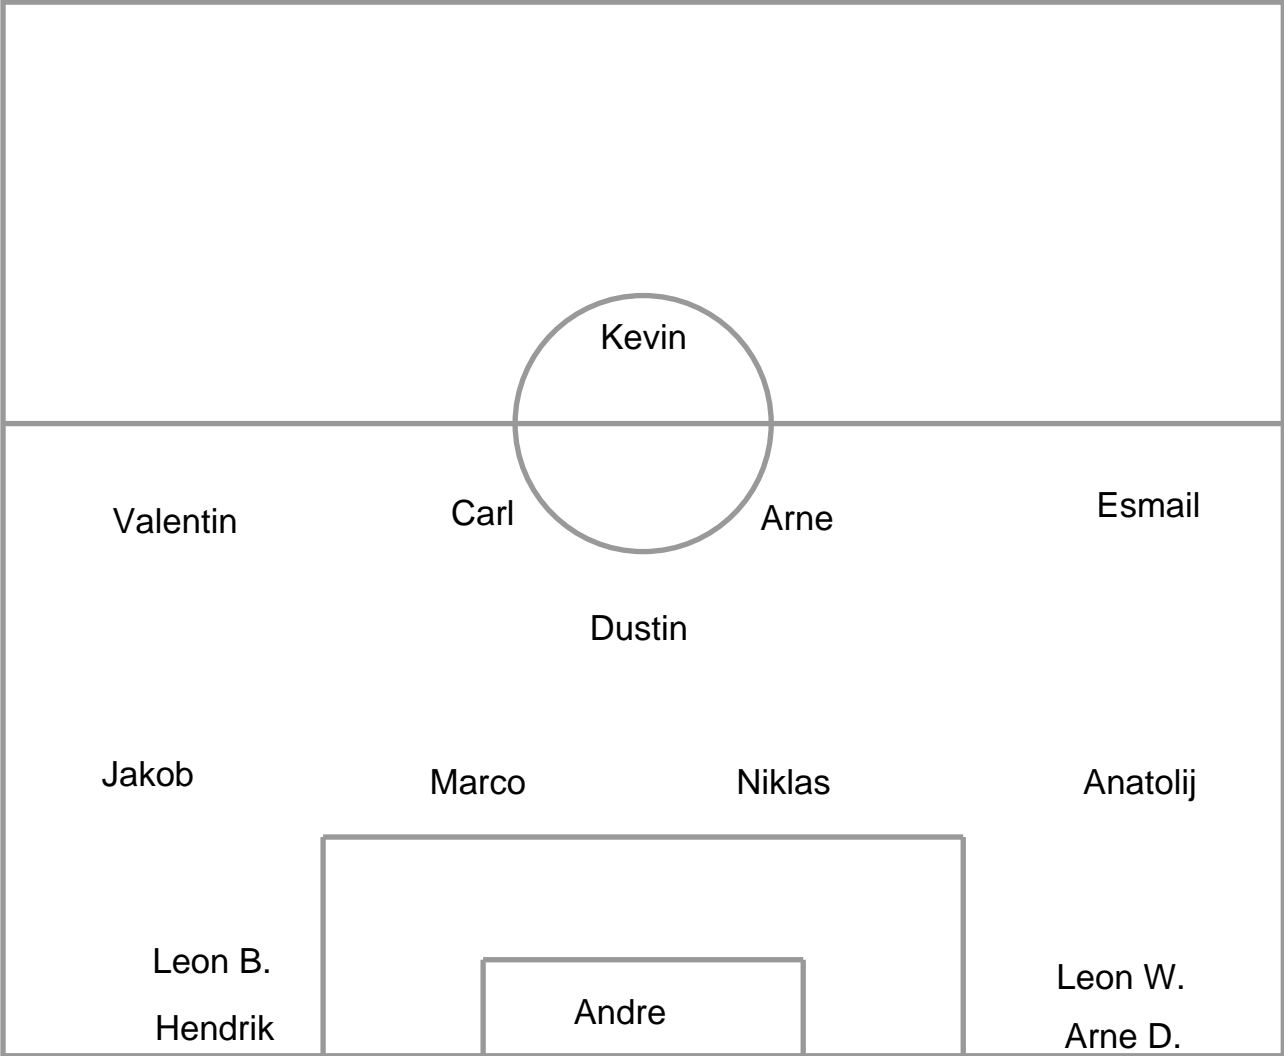 Kevin
Valentin
Carl
Arne
Esmail
Dustin
Jakob
Marco
Niklas
Anatolij
Leon B.
Leon W.
Hendrik
Andre
Arne D.